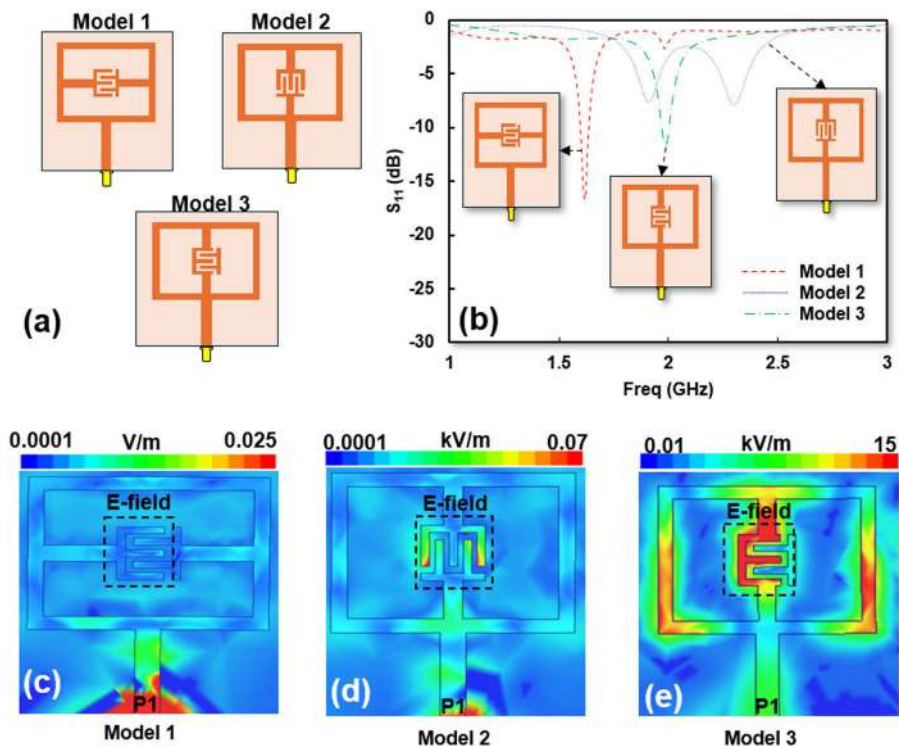 Model 1
Model 2
Model 3
(a)
0
-5
-10
-15
-20
-25
-30
S11 (dB)
1
1.5
2
2.5
3
Freq (GHz)
Model 1
Model 2
Model 3
(b)
0.0001 V/m 0.025
E-field
(c)
P1
Model 1
0.0001 kV/m 0.07
E-field
(d)
P1
Model 2
0.01 kV/m 15
E-field
(e)
P1
Model 3